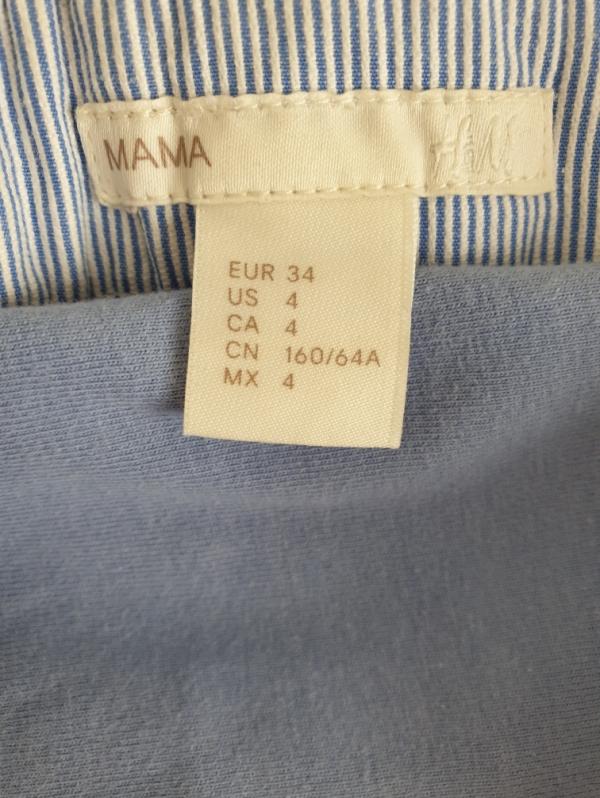 MAMA H&M
EUR 34
US 4
CA 4
CN 160/64A
MX 4